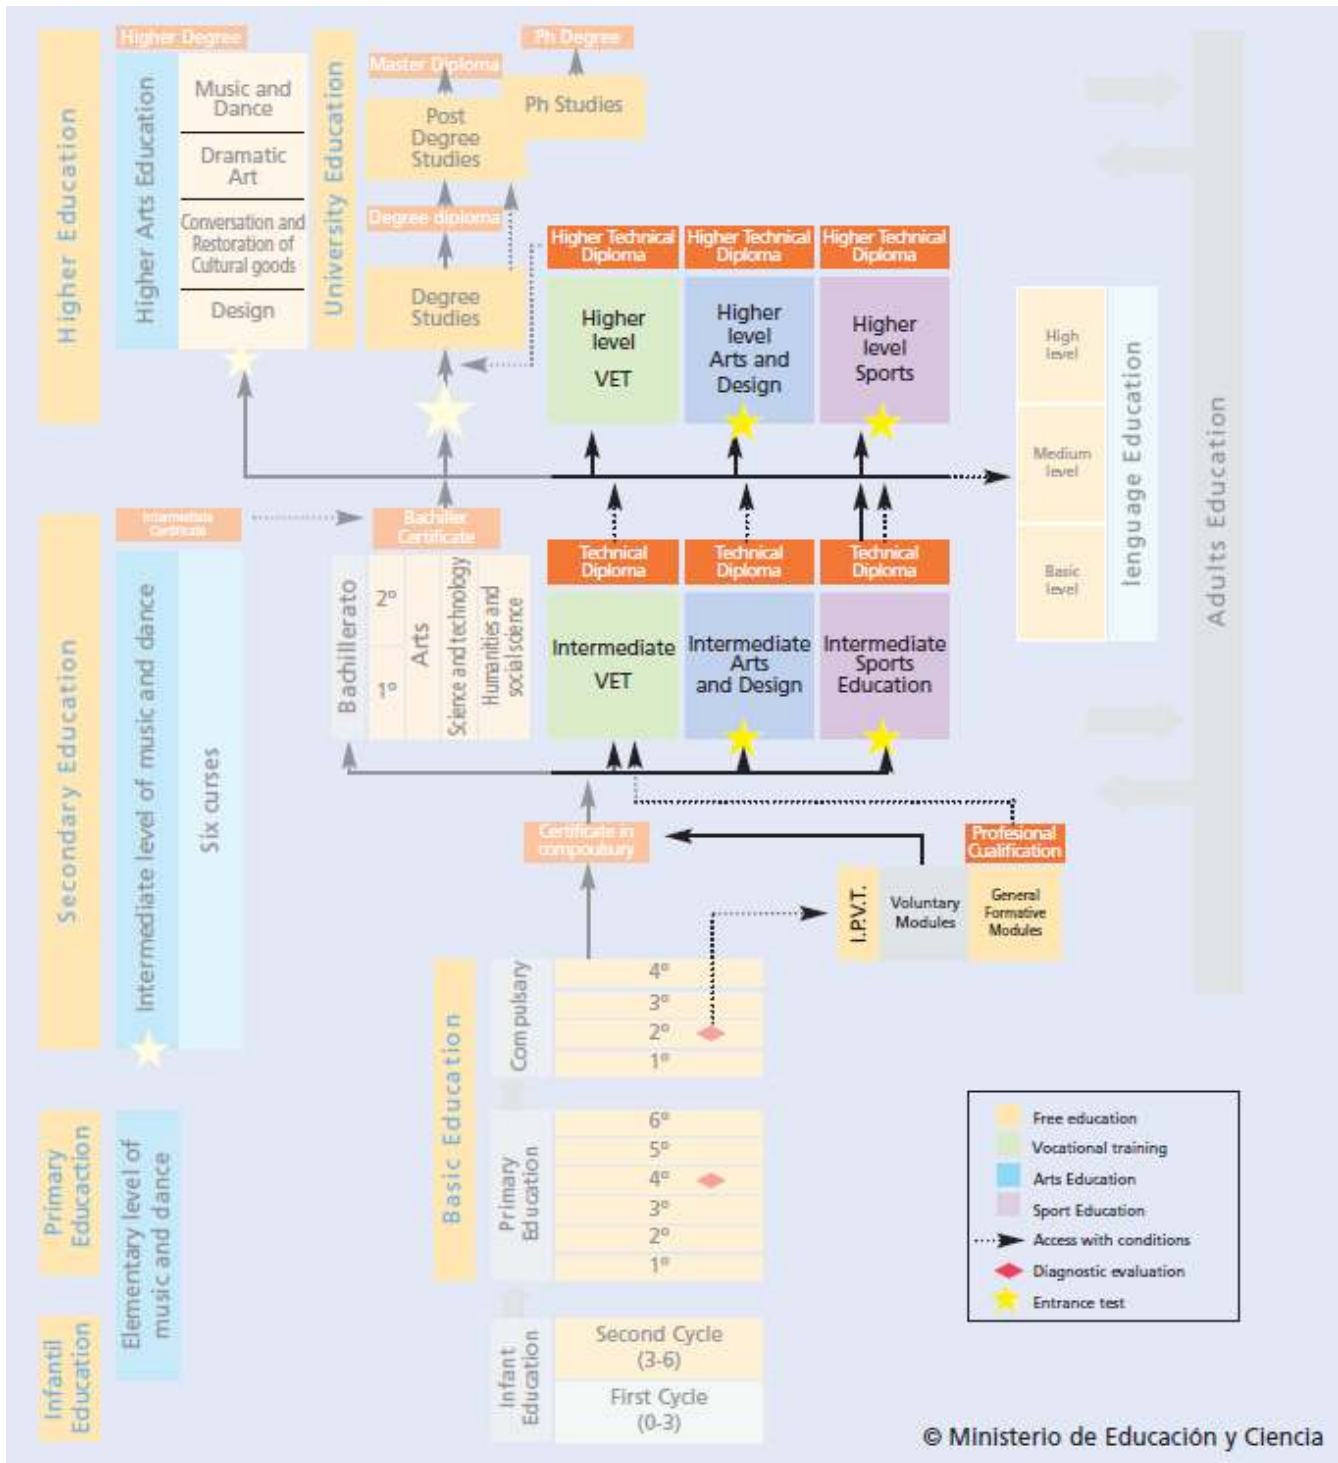 Higher Education
Higher Degree
Higher Arts Education
Music and
Dance
Dramatic
Art
Conversation and
Restoration of
Cultural goods
Design
University Education
Master Diploma
Ph Degree
Ph Studies
Post
Degree
Studies
Degree diploma
Degree
Studies
Higher Technical
Diploma
Higher Technical
Diploma
Higher Technical
Diploma
Higher
level
VET
Higher
level
Arts and
Design
Higher
level
Sports
High
level
Medium
level
Basic
level
lenguage Education
Adults Education
Secondary Education
Intermediate
Certificate
Intermediate level of music and dance
Six curses
Bachiller
Certificate
Bachillerato
2º
1º
Arts
Science and technology
Humanities and
social science
Technical
Diploma
Technical
Diploma
Technical
Diploma
Intermediate
VET
Intermediate
Arts
and Design
Intermediate
Sports
Education
Certificate in
compoulsury
Profesional
Cualification
I.P.V.T.
Voluntary
Modules
General
Formative
Modules
Basic Education
Compulsary
4º
3º
2º
1º
Primary
Educaction
Elementary level of
music and dance
Primary
Education
6º
5º
4º
3º
2º
1º
Infantil
Education
Infant
Education
Second Cycle
(3-6)
First Cycle
(0-3)
Free education
Vocational training
Arts Education
Sport Education
Access with conditions
Diagnostic evaluation
Entrance test
© Ministerio de Educación y Ciencia